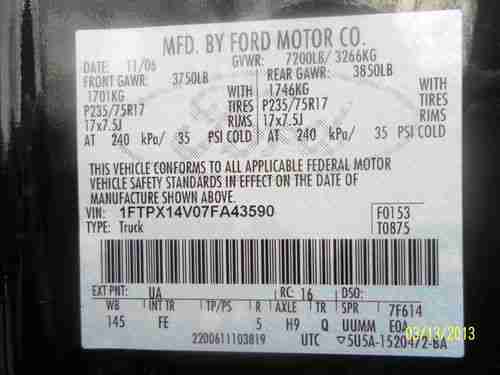 MFD. BY FORD MOTOR CO.
DATE: 11/06 GVWR: 7200LB/ 3266KG
FRONT GAWR: 3750LB REAR GAWR: 3850LB
1701KG WITH 1746KG WITH
P235/75R17 TIRES P235/75R17 TIRES
17x7.5J RIMS 17x7.5J RIMS
AT 240 kPa/ 35 PSI COLD AT 240 kPa/ 35 PSI COLD
THIS VEHICLE CONFORMS TO ALL APPLICABLE FEDERAL MOTOR
VEHICLE SAFETY STANDARDS IN EFFECT ON THE DATE OF
MANUFACTURE SHOWN ABOVE.
VIN: 1FTPX14V07FA43590 F0153
TYPE: Truck T0875
EXT PNT: UA RC: 16 DSO:
WB INT TR TP/PS R AXLE TR SPR 7F614
145 FE 5 H9 Q UUMM EOA
03/13/2013
2200611103819 UTC 5U5A-1520472-BA